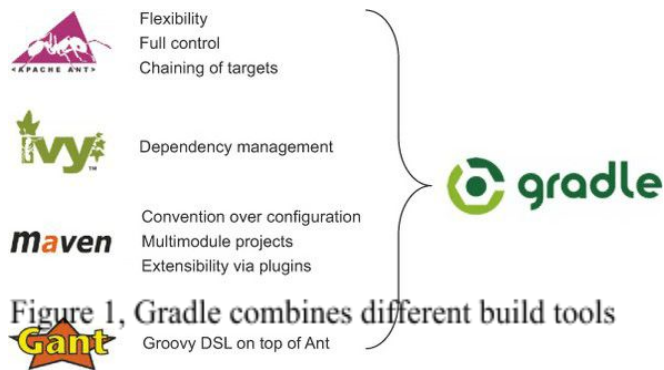 Flexibility
Full control
<APACHE ANT>
Chaining of targets
ivy
TM
Dependency management
gradle
Convention over configuration
maven
Multimodule projects
Extensibility via plugins
Figure 1, Gradle combines different build tools
Gant
Groovy DSL on top of Ant